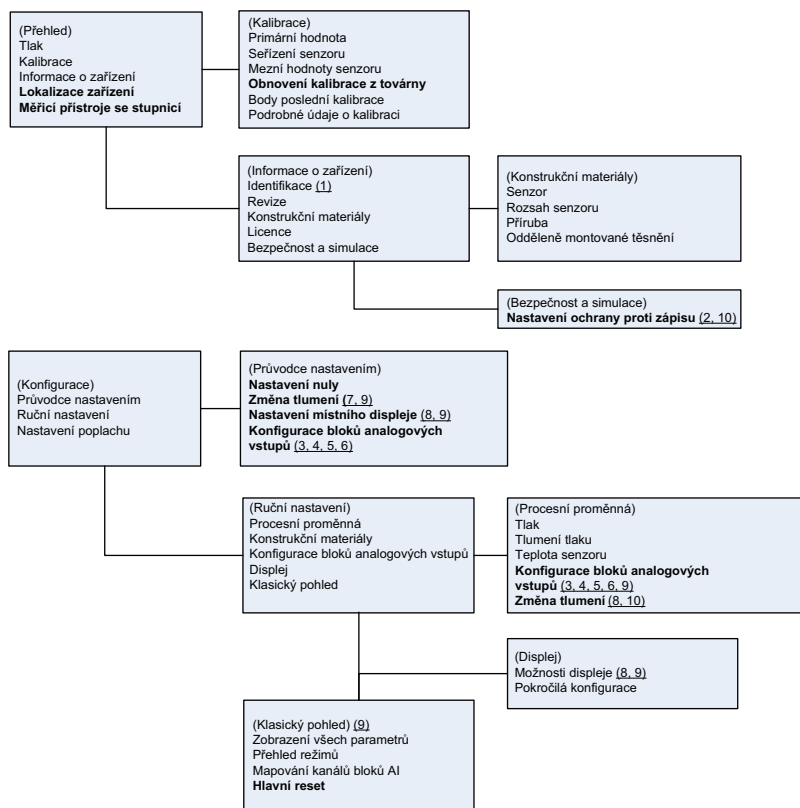 (Přehled)
Tlak
Kalibrace
Informace o zařízení
Lokalizace zařízení
Měřicí přístroje se stupnicí
(Kalibrace)
Primární hodnota
Seřízení senzoru
Mezní hodnoty senzoru
Obnovení kalibrace z továrny
Body poslední kalibrace
Podrobné údaje o kalibraci
(Informace o zařízení)
Identifikace (1)
Revize
Konstrukční materiály
Licence
Bezpečnost a simulace
(Konstrukční materiály)
Senzor
Rozsah senzoru
Příruba
Odděleně montované těsnění
(Bezpečnost a simulace)
Nastavení ochrany proti zápisu (2, 10)
(Konfigurace)
Průvodce nastavením
Ruční nastavení
Nastavení poplachu
(Průvodce nastavením)
Nastavení nuly
Změna tlumení (7, 9)
Nastavení místního displeje (8, 9)
Konfigurace bloků analogových
vstupů (3, 4, 5, 6)
(Ruční nastavení)
Procesní proměnná
Konstrukční materiály
Konfigurace bloků analogových vstupů
Displej
Klasický pohled
(Procesní proměnná)
Tlak
Tlumení tlaku
Teplota senzoru
Konfigurace bloků analogových
vstupů (3, 4, 5, 6, 9)
Změna tlumení (8, 10)
(Displej)
Možnosti displeje (8, 9)
Pokročilá konfigurace
(Klasický pohled) (9)
Zobrazení všech parametrů
Přehled režimů
Mapování kanálů bloků AI
Hlavní reset